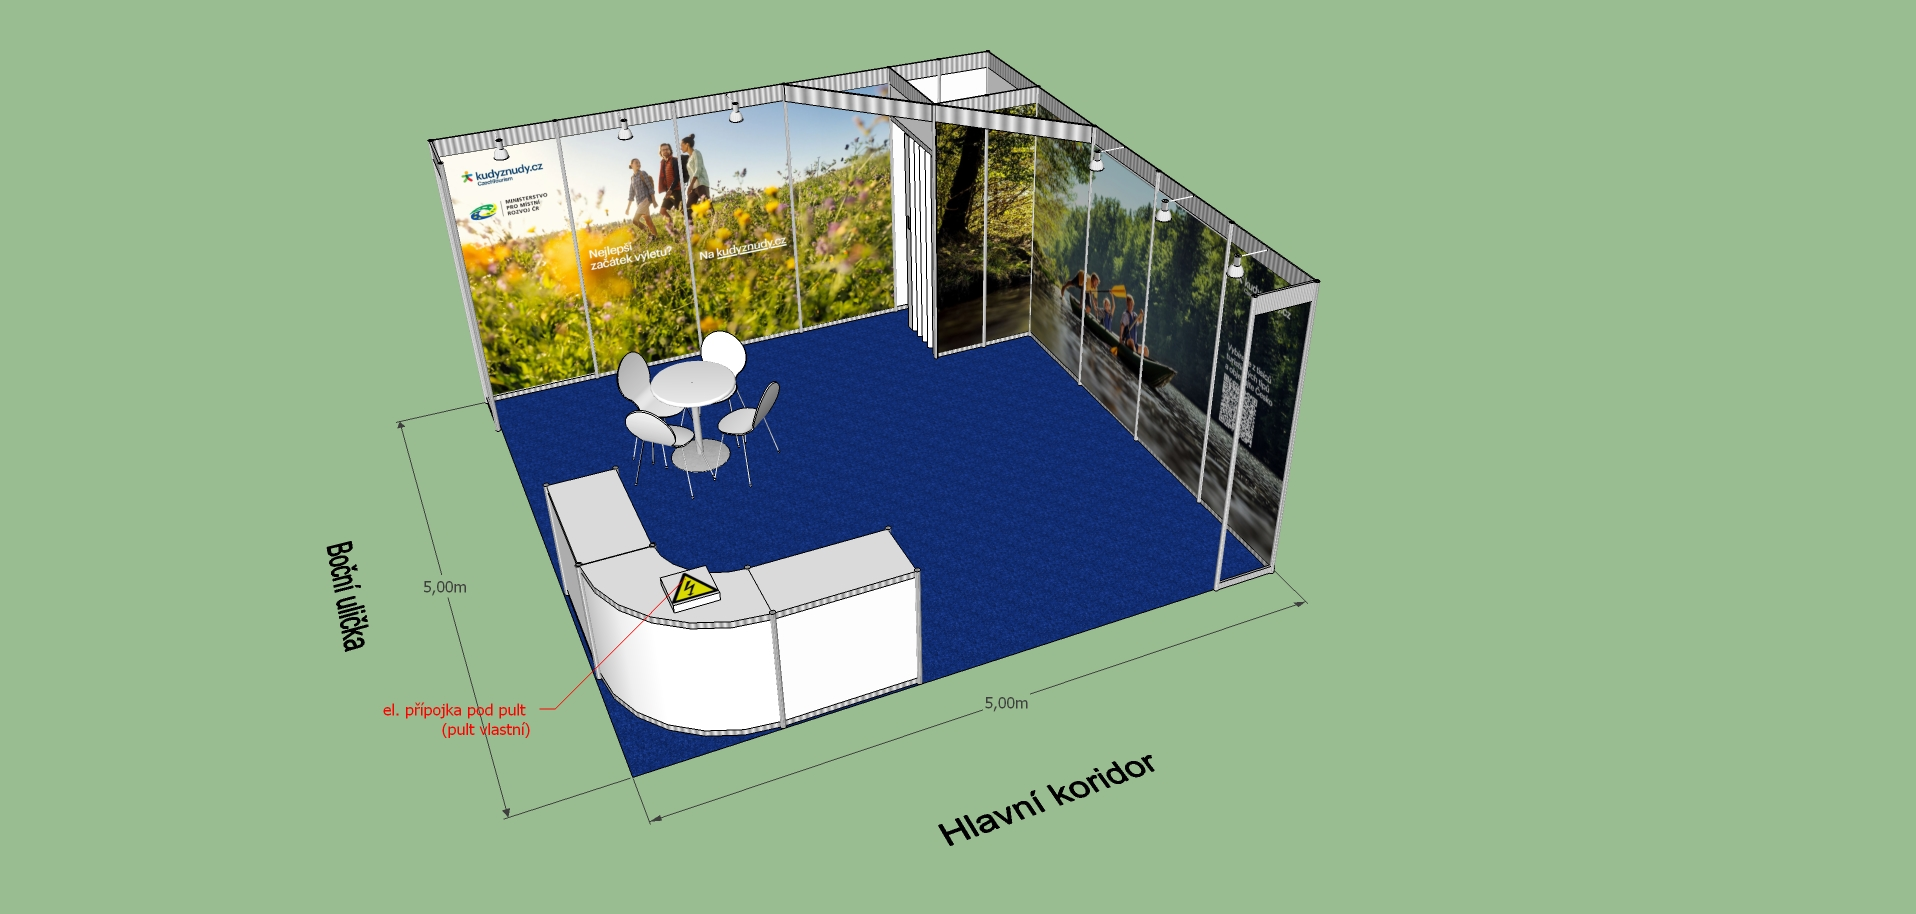 kudyznudy.cz
CzechTourism
MINISTERSTVO
PRO MÍSTNÍ
ROZVOJ ČR
Nejlepší
začátek výletu?
Na kudyznudy.cz
Boční ulička
5,00m
el. přípojka pod pult
(pult vlastní)
5,00m
Hlavní koridor